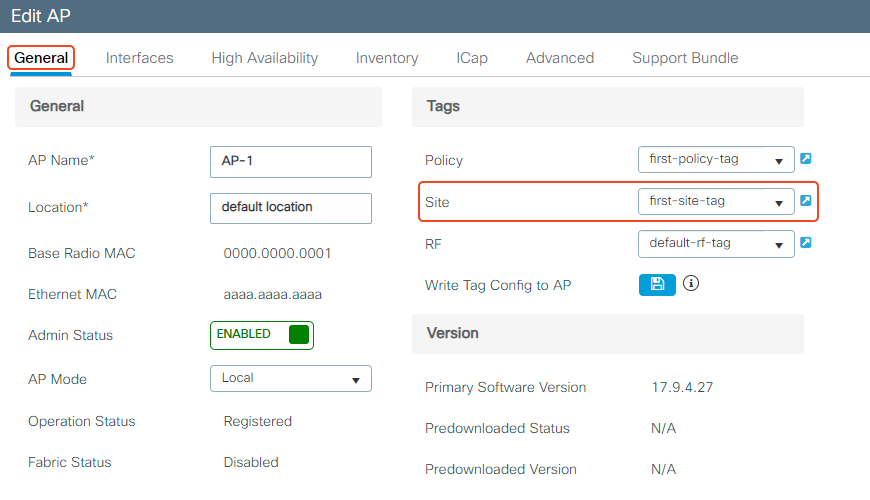 Edit AP
General Interfaces High Availability Inventory ICap Advanced Support Bundle
General
AP Name* AP-1
Location* default location
Base Radio MAC 0000.0000.0001
Ethernet MAC aaaa.aaaa.aaaa
Admin Status ENABLED
AP Mode Local
Operation Status Registered
Fabric Status Disabled
Tags
Policy first-policy-tag
Site first-site-tag
RF default-rf-tag
Write Tag Config to AP
Version
Primary Software Version 17.9.4.27
Predownloaded Status N/A
Predownloaded Version N/A